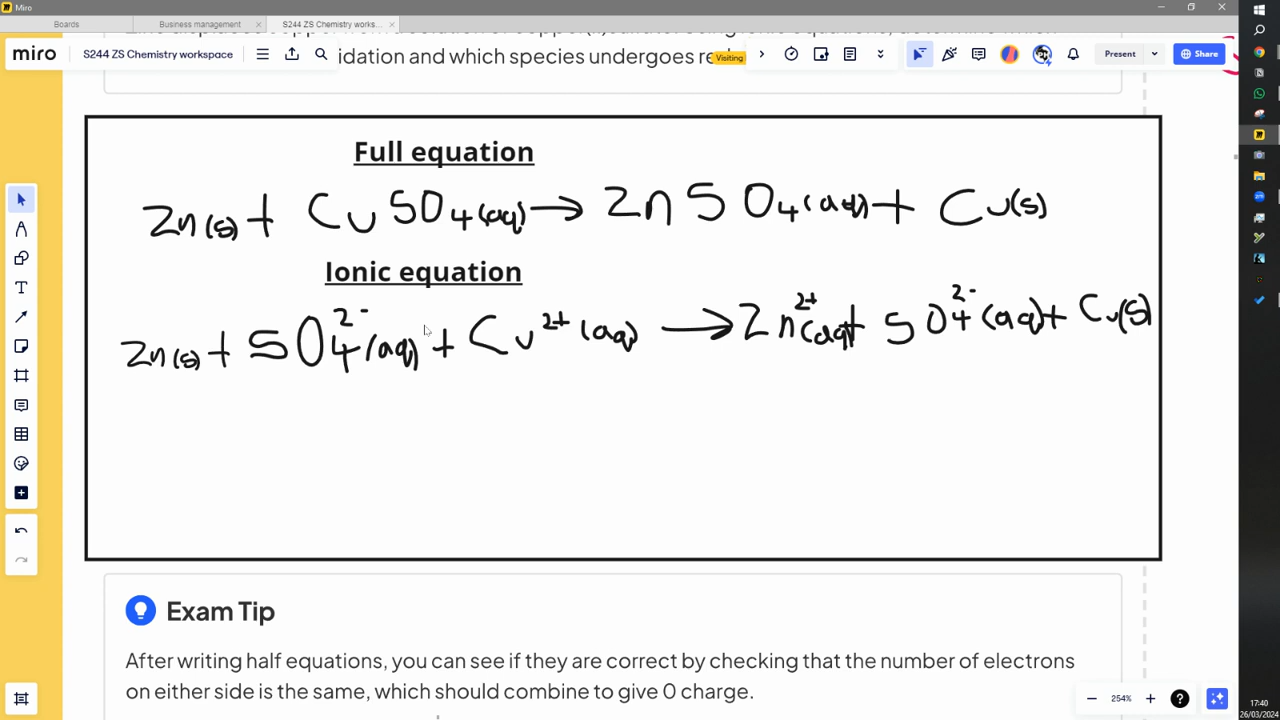 Miro
Boards
Business management
S244 ZS Chemistry works...
miro
S244 ZS Chemistry workspace
Present
Share
idation and which species undergoes re
Visiting
Full equation
Zn(s) + CuSO4(aq) → ZnSO4(aq) + Cu(s)
Ionic equation
Zn(s) + SO4^2-(aq) + Cu^2+(aq) → Zn^2+(aq) + SO4^2-(aq) + Cu(s)
Exam Tip
After writing half equations, you can see if they are correct by checking that the number of electrons
on either side is the same, which should combine to give 0 charge.
254%
17:40
26/03/2024